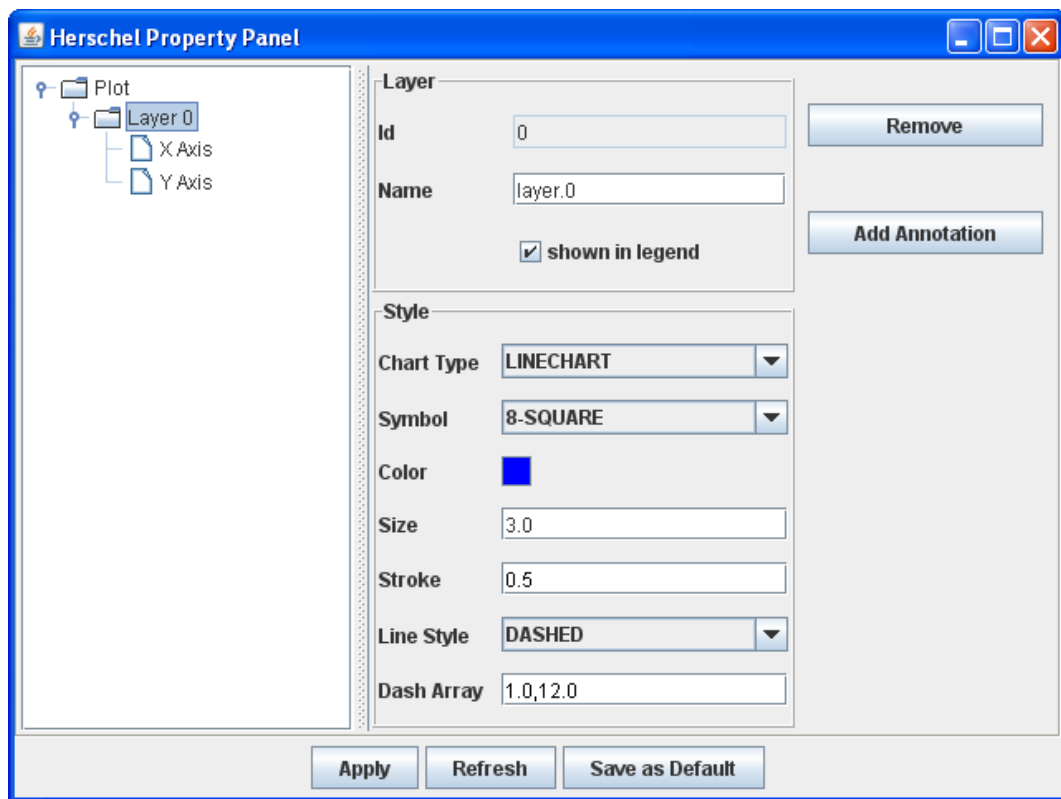 Herschel Property Panel
Plot
Layer 0
X Axis
Y Axis
Layer
Id 0
Name layer.0
shown in legend
Remove
Add Annotation
Style
Chart Type LINECHART
Symbol 8-SQUARE
Color
Size 3.0
Stroke 0.5
Line Style DASHED
Dash Array 1.0,12.0
Apply Refresh Save as Default